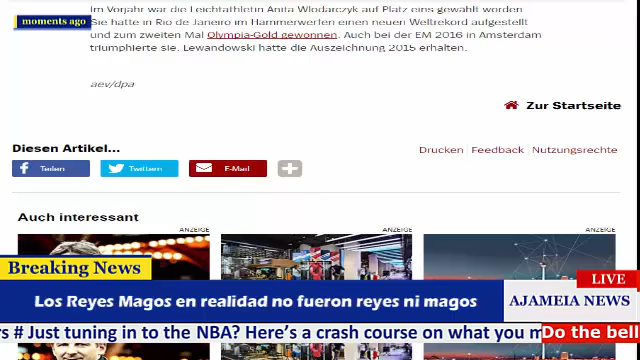 moments ago
Im Vorjahr war die Leichtathletin Anita Wlodarczyk auf Platz eins gewählt worden
Sie hatte in Rio de Janeiro im Hammerwerfen einen neuen Weltrekord aufgestellt
und zum zweiten Mal Olympia-Gold gewonnen. Auch bei der EM 2016 in Amsterdam
triumphierte sie. Lewandowski hatte die Auszeichnung 2015 erhalten.
aev/dpa
Zur Startseite
Diesen Artikel...
Drucken Feedback Nutzungsrechte
Teilen Twittern E-Mail
Auch interessant
ANZEIGE ANZEIGE ANZEIGE
Breaking News
LIVE
Los Reyes Magos en realidad no fueron reyes ni magos
AJAMEIA NEWS
rs # Just tuning in to the NBA? Here's a crash course on what you m
Do the bell